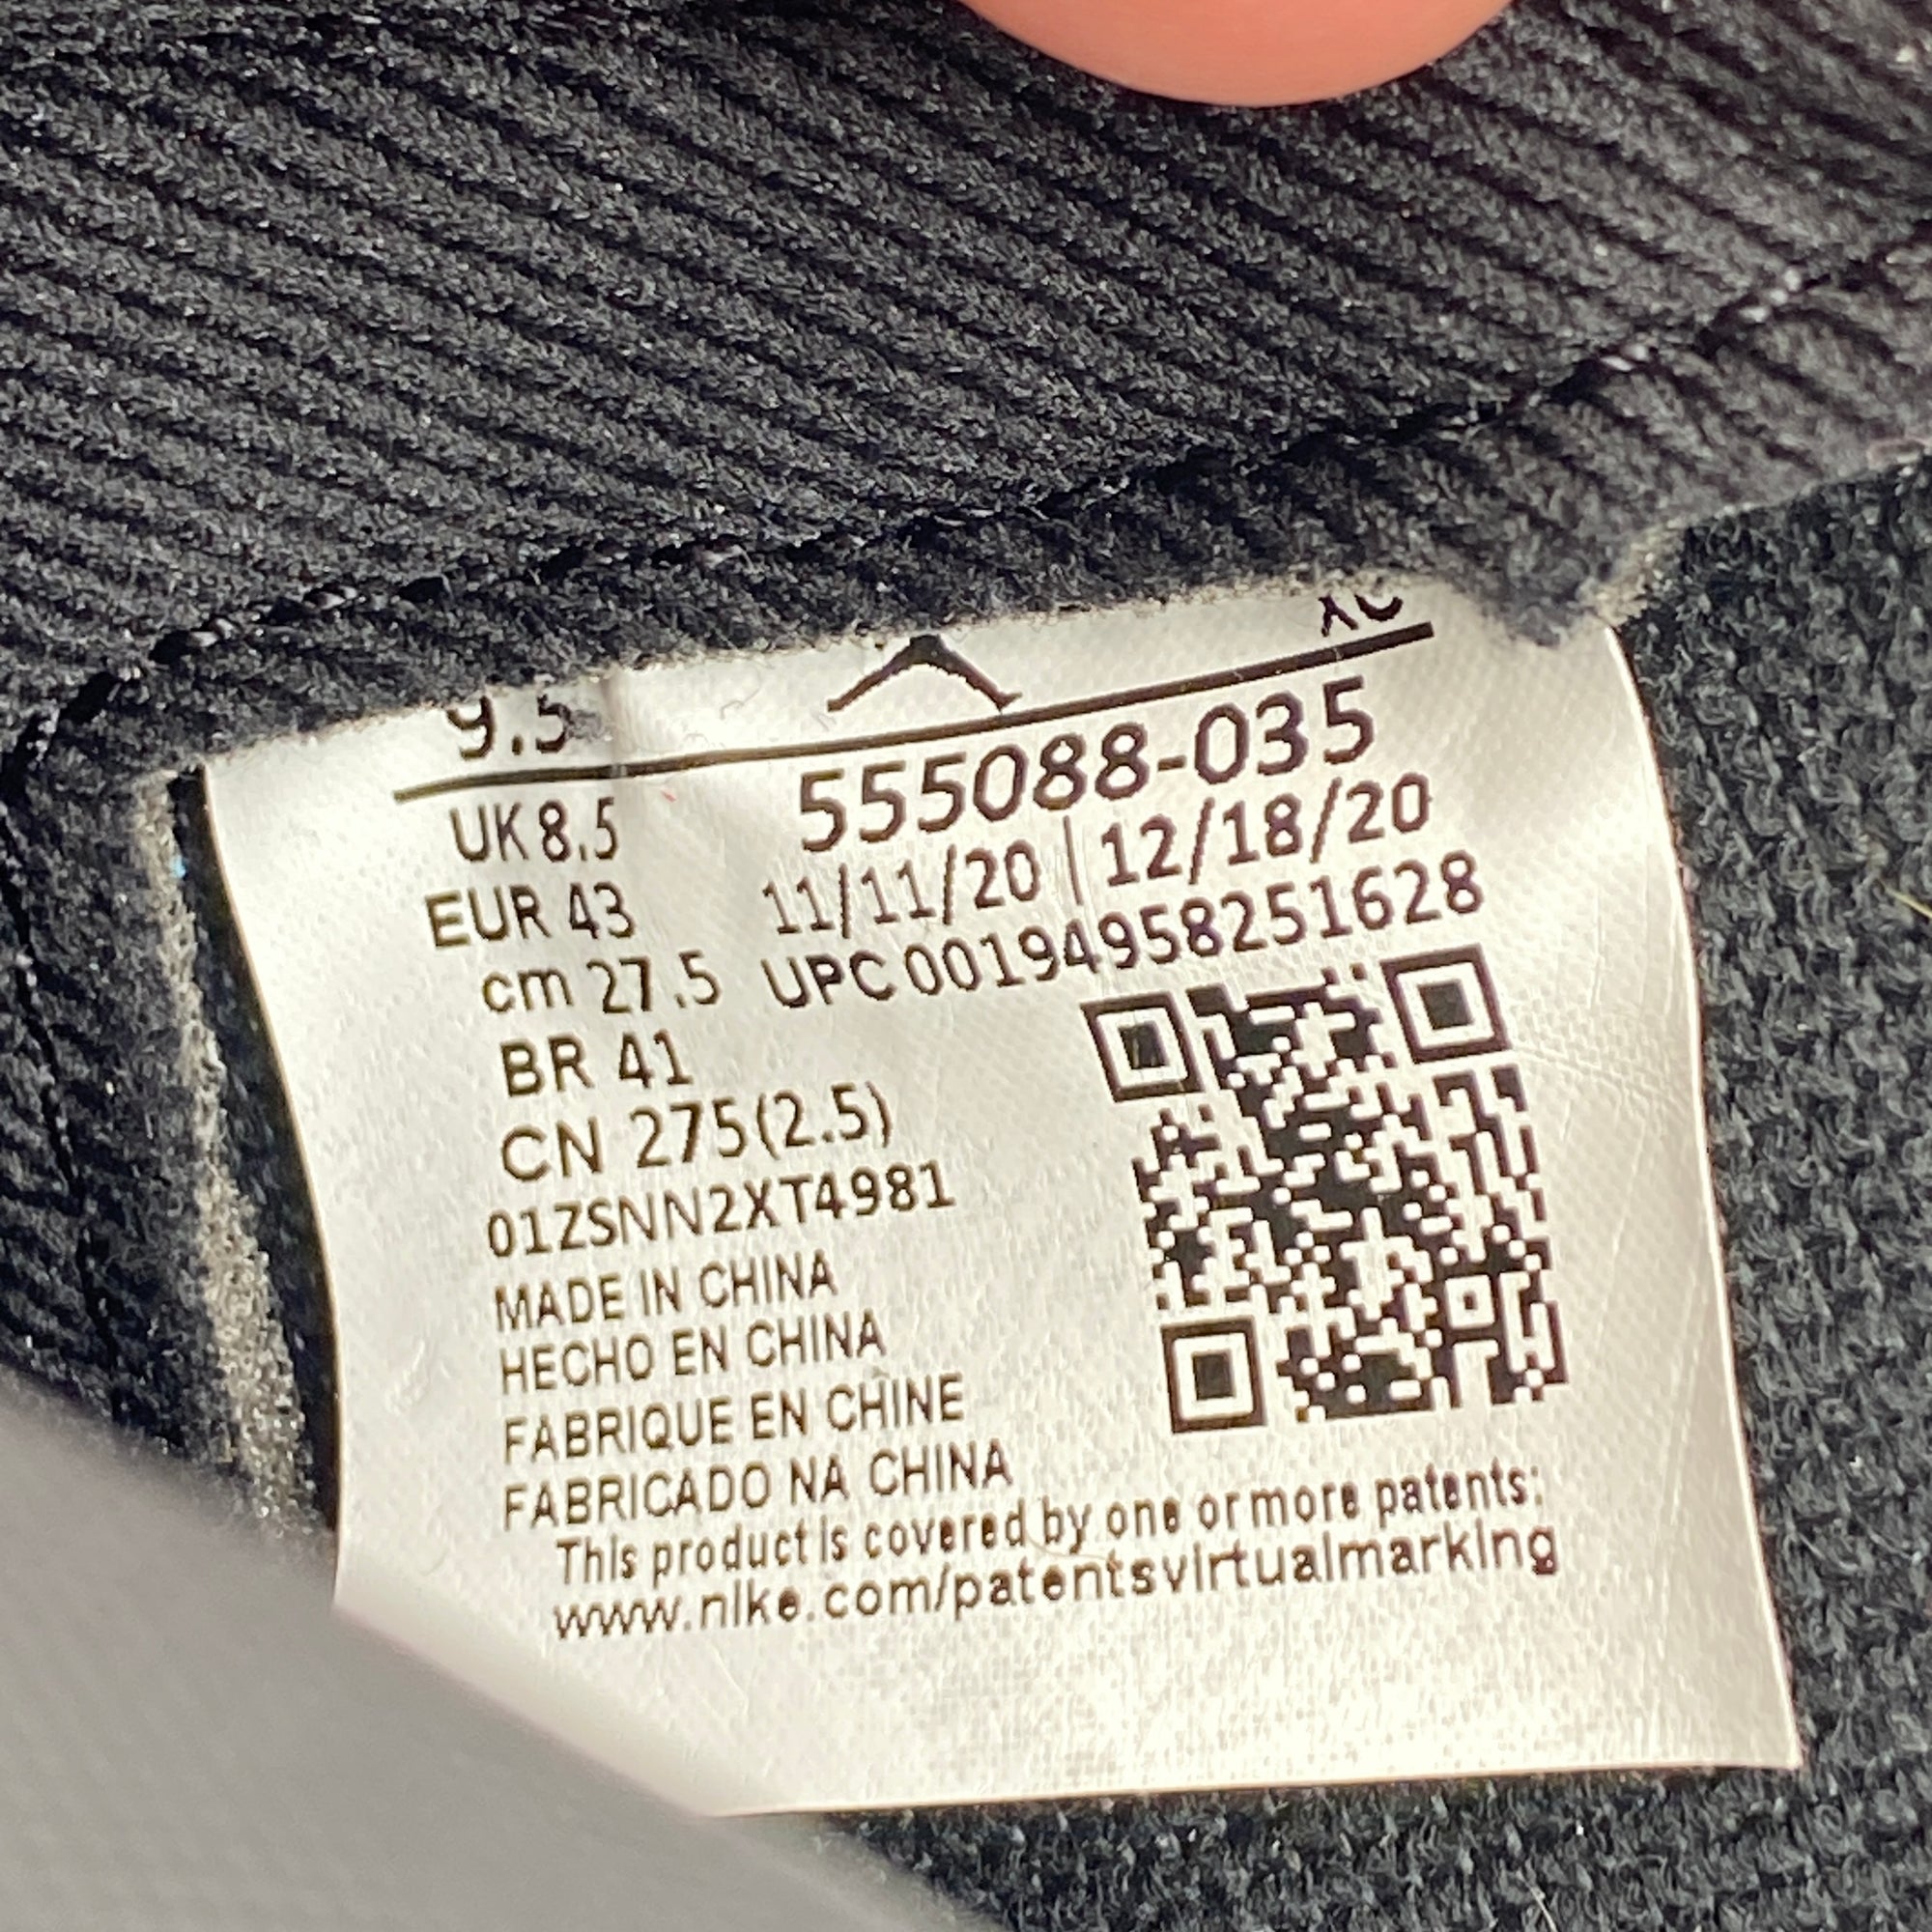 9.5
555088-035
UK 8.5
11/11/20 | 12/18/20
EUR 43
UPC 00194958251628
cm 27.5
BR 41
CN 275(2.5)
01ZSNN2XT4981
MADE IN CHINA
HECHO EN CHINA
FABRIQUE EN CHINE
FABRICADO NA CHINA
This product is covered by one or more patents:
www.nike.com/patentsvirtualmarking